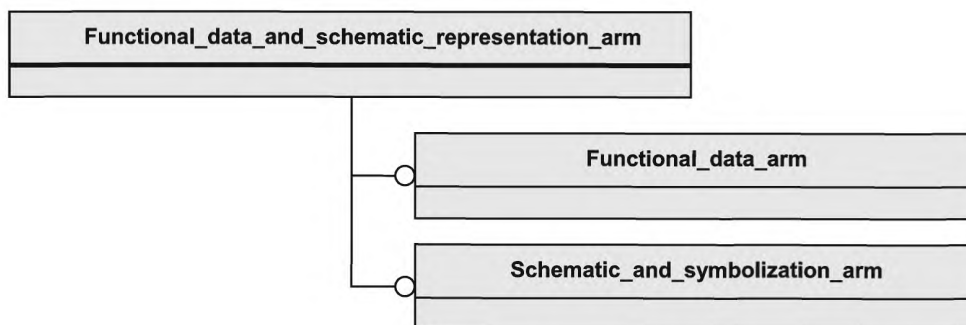 Functional_data_and_schematic_representation_arm
Functional_data_arm
Schematic_and_symbolization_arm